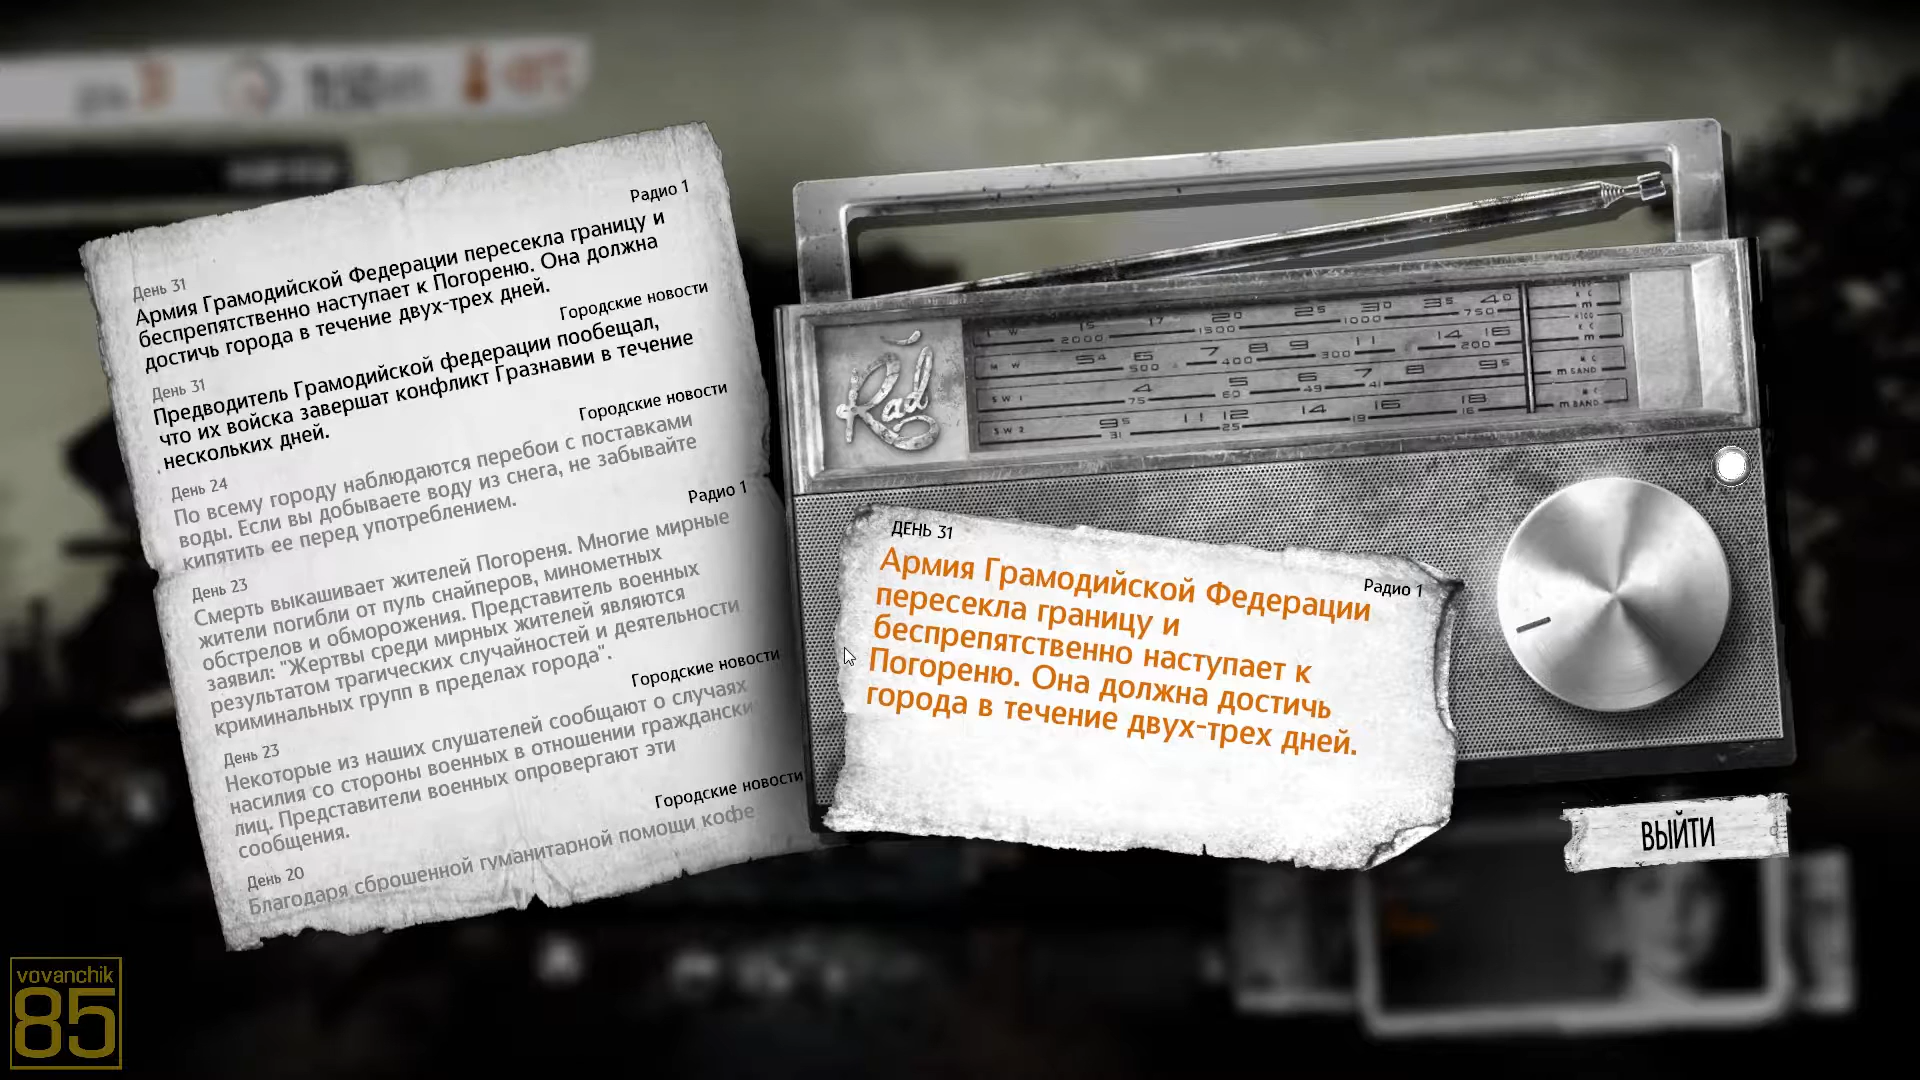 Радио 1
День 31
Армия Грамодийской Федерации пересекла границу и
беспрепятственно наступает к Погореню. Она должна
достичь города в течение двух-трех дней.
Городские новости
День 31
Предводитель Грамодийской федерации пообещал,
что их войска завершат конфликт Гразнавии в течение
нескольких дней.
Городские новости
День 24
По всему городу наблюдаются перебои с поставками
воды. Если вы добываете воду из снега, не забывайте
кипятить ее перед употреблением.
Радио 1
День 23
Смерть выкашивает жителей Погореня. Многие мирные
жители погибли от пуль снайперов, минометных
обстрелов и обморожения. Представитель военных
заявил: "Жертвы среди мирных жителей являются
результатом трагических случайностей и деятельности
криминальных групп в пределах города".
Городские новости
День 23
Некоторые из наших слушателей сообщают о случаях
насилия со стороны военных в отношении граждански
лиц. Представители военных опровергают эти
сообщения.
Городские новости
День 20
Благодаря сброшенной гуманитарной помощи кофе
Rad
ДЕНЬ 31
Радио 1
Армия Грамодийской Федерации
пересекла границу и
беспрепятственно наступает к
Погореню. Она должна достичь
города в течение двух-трех дней.
ВЫЙТИ
vovanchik
85